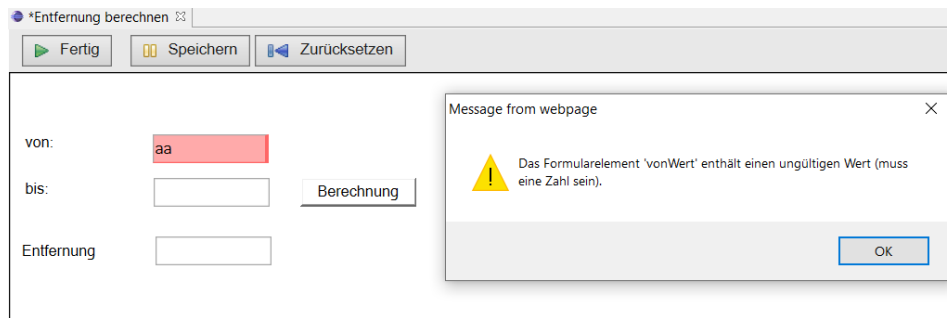 *Entfernung berechnen
Fertig Speichern Zurücksetzen
Message from webpage
von: aa
Das Formularelement 'vonWert' enthält einen ungültigen Wert (muss
eine Zahl sein).
bis: Berechnung
Entfernung
OK